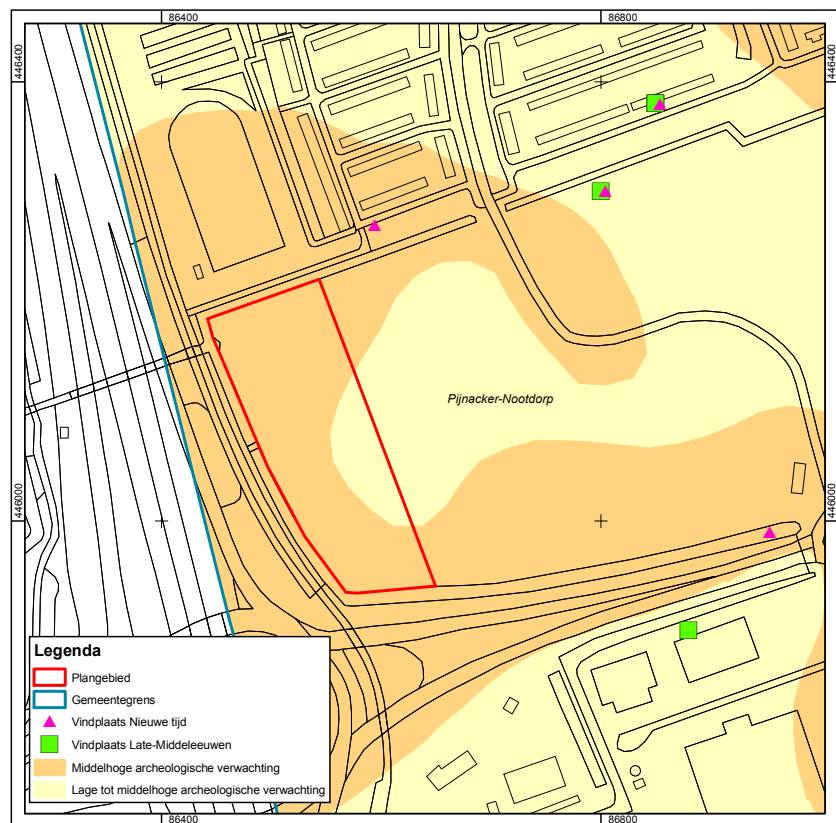 86400
86800
446400
446400
Pijnacker-Nootdorp
446000
446000
Legenda
Plangebied
Gemeentegrens
Vindplaats Nieuwe tijd
Vindplaats Late-Middeleeuwen
Middelhoge archeologische verwachting
Lage tot middelhoge archeologische verwachting
86400
86800